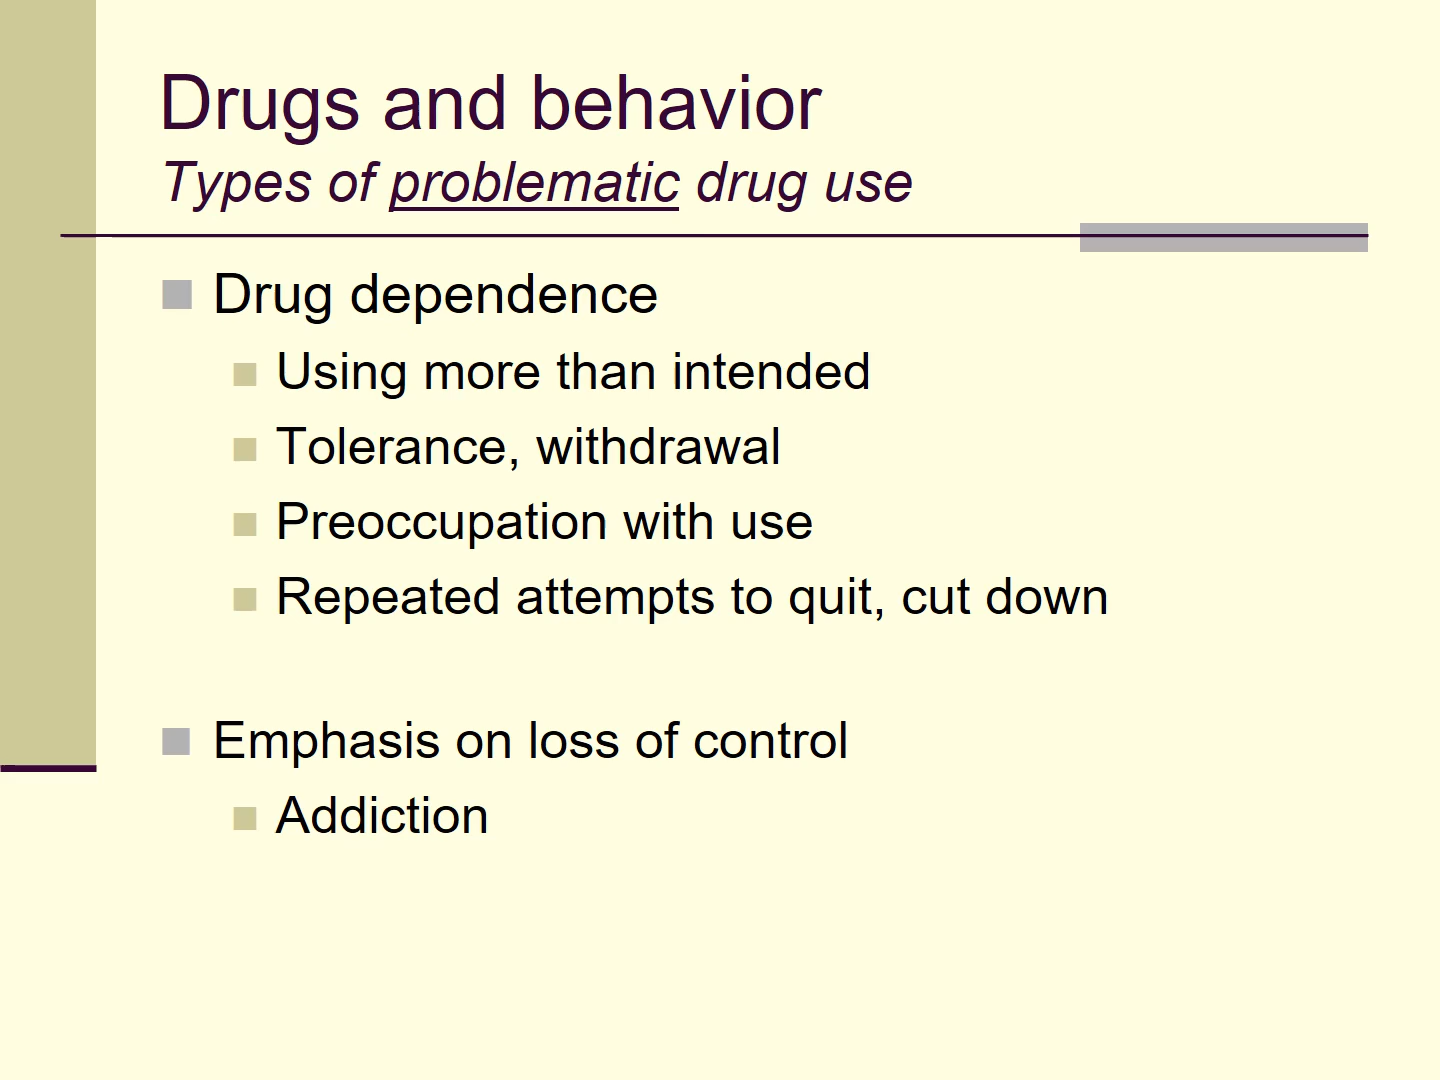 Drugs and behavior
Types of problematic drug use
Drug dependence
Using more than intended
Tolerance, withdrawal
Preoccupation with use
Repeated attempts to quit, cut down
Emphasis on loss of control
Addiction